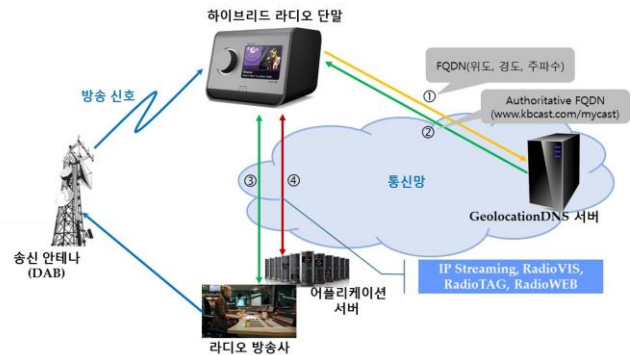 하이브리드 라디오 단말
FQDN(위도, 경도, 주파수)
방송 신호
①
Authoritative FQDN
(www.kbcast.com/mycast)
②
③
④
통신망
GeolocationDNS 서버
송신 안테나
(DAB)
IP Streaming, RadioVIS,
RadioTAG, RadioWEB
어플리케이션
서버
라디오 방송사